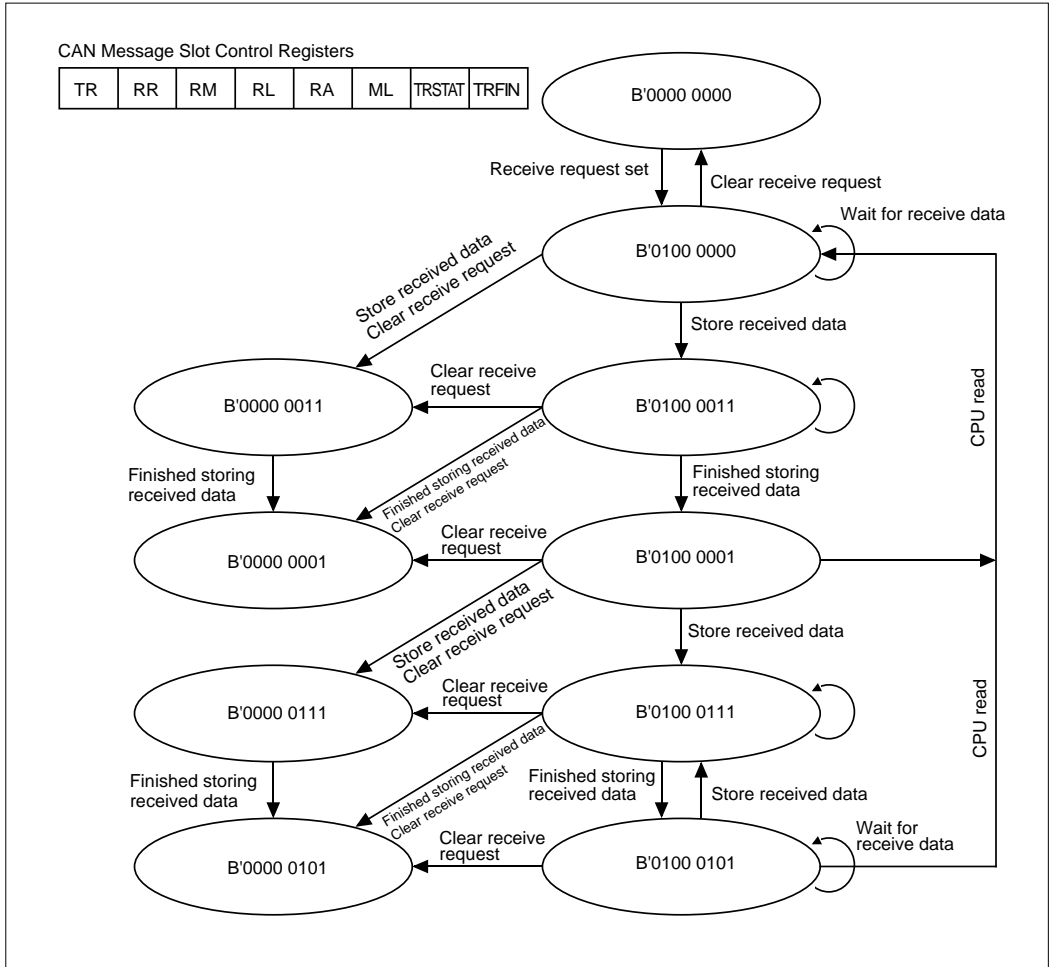 CAN Message Slot Control Registers
TR RR RM RL RA ML TRSTAT TRFIN
B'0000 0000
Receive request set
Clear receive request
Wait for receive data
B'0100 0000
Store received data
Clear receive request
Store received data
Clear receive
request
B'0000 0011
B'0100 0011
CPU read
Finished storing
received data
Finished storing received data
Clear receive request
Finished storing
received data
Clear receive
request
B'0000 0001
B'0100 0001
Store received data
Clear receive request
Store received data
Clear receive
request
B'0000 0111
B'0100 0111
CPU read
Finished storing
received data
Finished storing received data
Clear receive request
Finished storing
received data
Store received data
Clear receive
request
Wait for
receive data
B'0000 0101
B'0100 0101